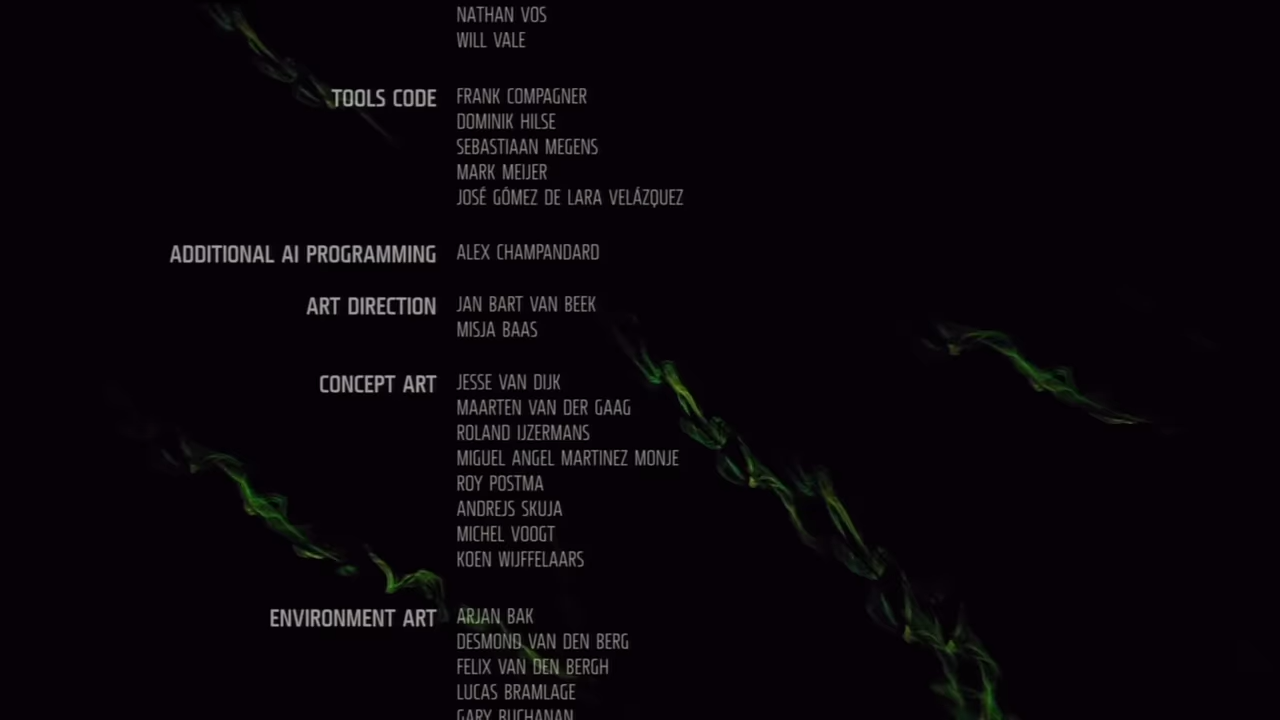 NATHAN VOS
WILL VALE
TOOLS CODE FRANK COMPAGNER
DOMINIK HILSE
SEBASTIAAN MEGENS
MARK MEIJER
JOSÉ GÓMEZ DE LARA VELÁZQUEZ
ADDITIONAL AI PROGRAMMING ALEX CHAMPANDARD
ART DIRECTION JAN BART VAN BEEK
MISJA BAAS
CONCEPT ART JESSE VAN DIJK
MAARTEN VAN DER GAAG
ROLAND IJZERMANS
MIGUEL ANGEL MARTINEZ MONJE
ROY POSTMA
ANDREJS SKUJA
MICHEL VOOGT
KOEN WIJFFELAARS
ENVIRONMENT ART ARJAN BAK
DESMOND VAN DEN BERG
FELIX VAN DEN BERGH
LUCAS BRAMLAGE
GARY BUCHANAN